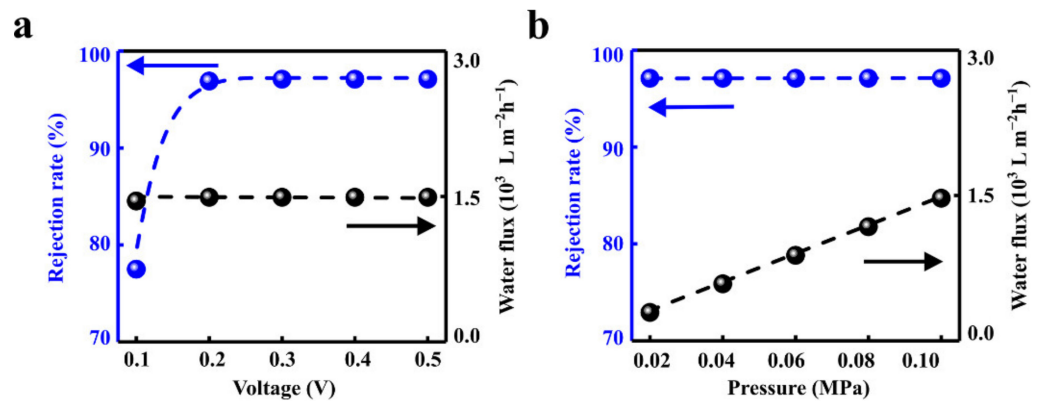 a
Rejection rate (%)
100
90
80
70
0.1 0.2 0.3 0.4 0.5
Voltage (V)
3.0
1.5
0.0
Water flux (10³ L m⁻²h⁻¹)
b
Rejection rate (%)
100
90
80
70
0.02 0.04 0.06 0.08 0.10
Pressure (MPa)
3.0
1.5
0.0
Water flux (10³ L m⁻²h⁻¹)